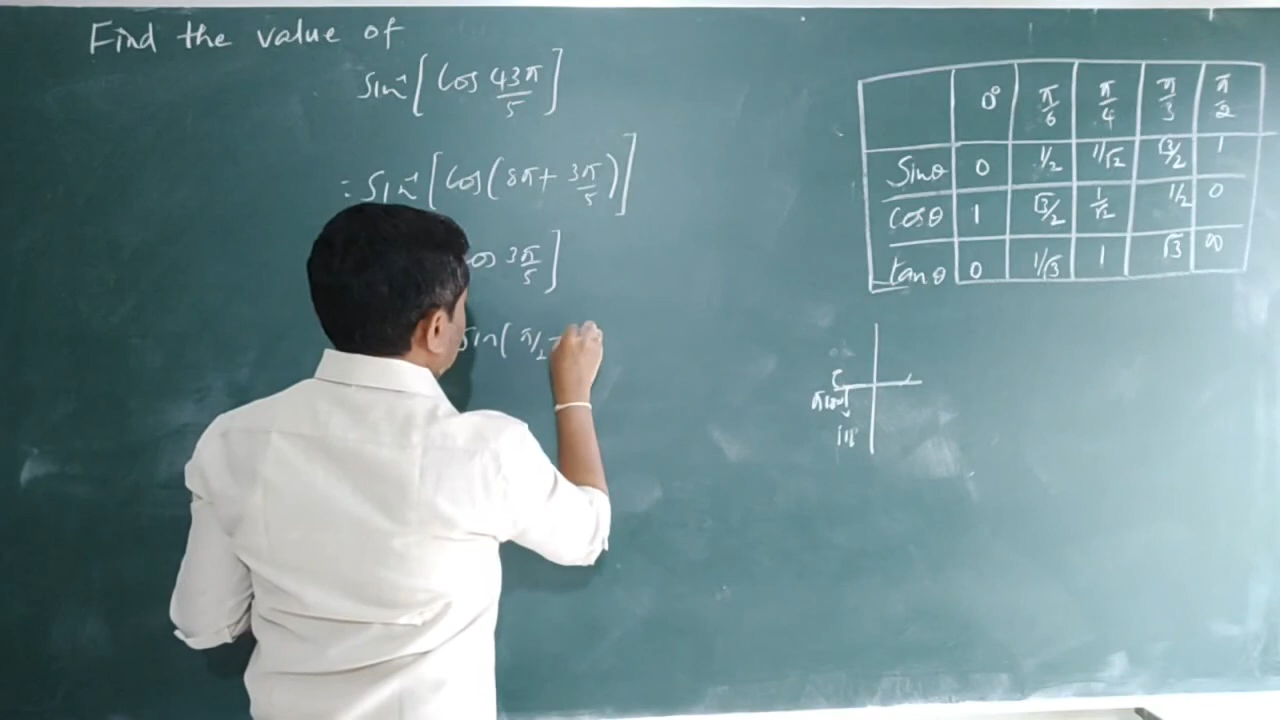 Find the value of
Sin⁻¹[Cos 43π/5]
= Sin⁻¹[Cos(8π + 3π/5)]
os 3π/5]
Sin(π/2 -
0° π/6 π/4 π/3 π/2
Sinθ 0 1/2 1/√2 √3/2 1
Cosθ 1 √3/2 1/√2 1/2 0
tanθ 0 1/√3 1 √3 ∞